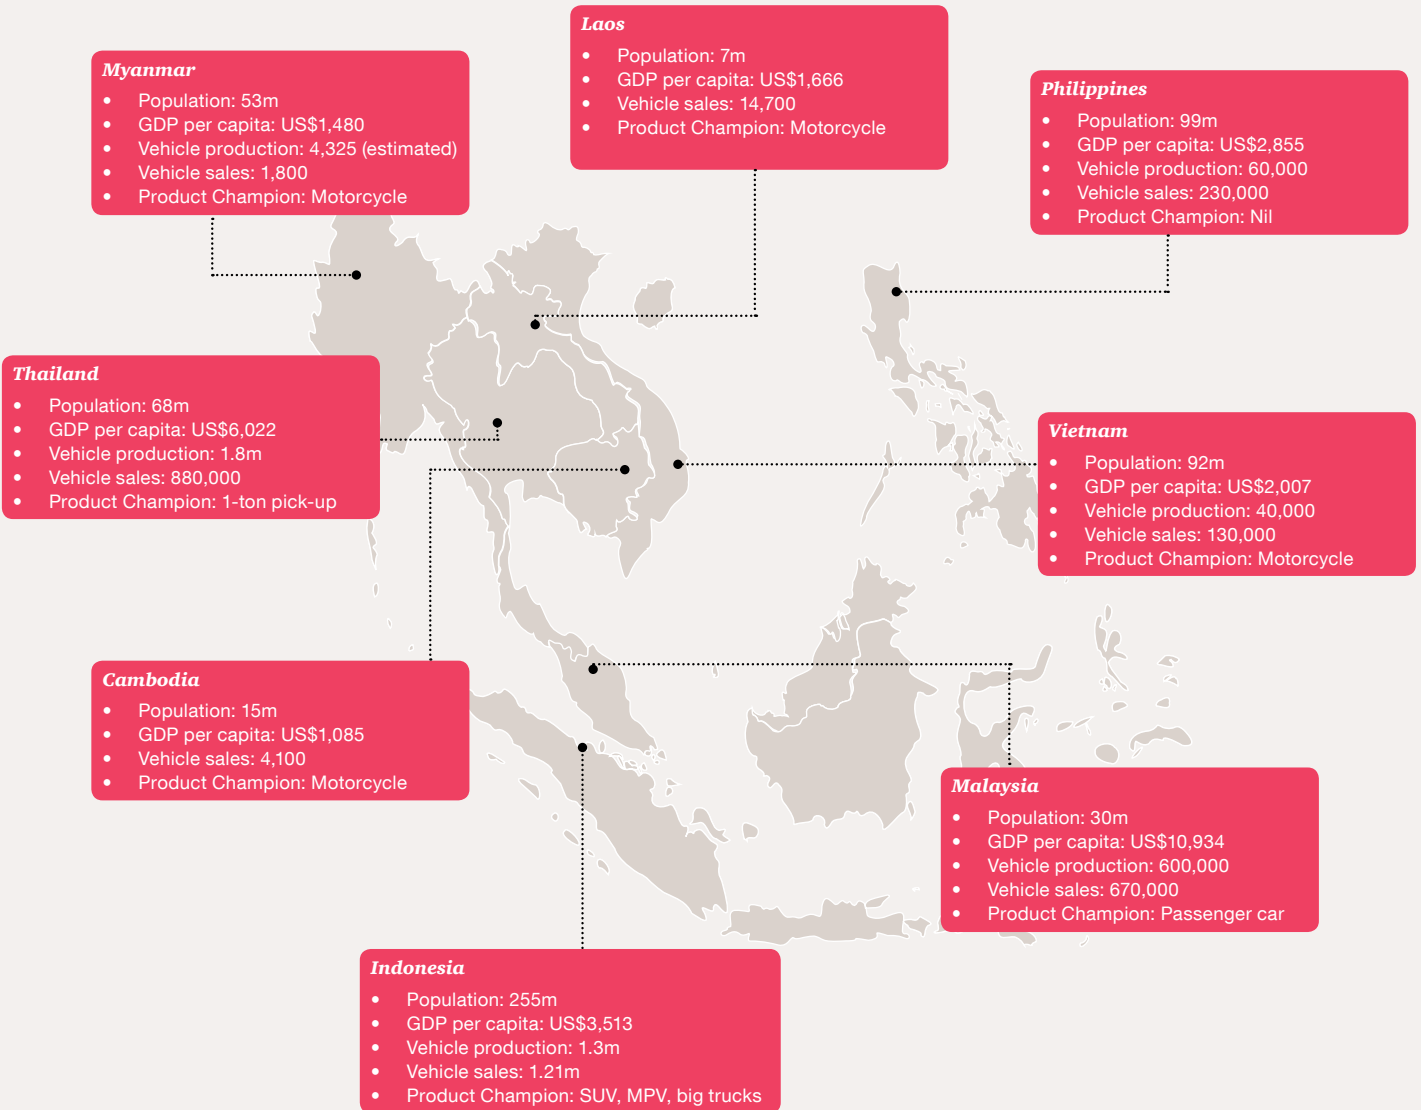 Laos
• Population: 7m
• GDP per capita: US$1,666
• Vehicle sales: 14,700
• Product Champion: Motorcycle
Myanmar
• Population: 53m
• GDP per capita: US$1,480
• Vehicle production: 4,325 (estimated)
• Vehicle sales: 1,800
• Product Champion: Motorcycle
Philippines
• Population: 99m
• GDP per capita: US$2,855
• Vehicle production: 60,000
• Vehicle sales: 230,000
• Product Champion: Nil
Thailand
• Population: 68m
• GDP per capita: US$6,022
• Vehicle production: 1.8m
• Vehicle sales: 880,000
• Product Champion: 1-ton pick-up
Vietnam
• Population: 92m
• GDP per capita: US$2,007
• Vehicle production: 40,000
• Vehicle sales: 130,000
• Product Champion: Motorcycle
Cambodia
• Population: 15m
• GDP per capita: US$1,085
• Vehicle sales: 4,100
• Product Champion: Motorcycle
Malaysia
• Population: 30m
• GDP per capita: US$10,934
• Vehicle production: 600,000
• Vehicle sales: 670,000
• Product Champion: Passenger car
Indonesia
• Population: 255m
• GDP per capita: US$3,513
• Vehicle production: 1.3m
• Vehicle sales: 1.21m
• Product Champion: SUV, MPV, big trucks